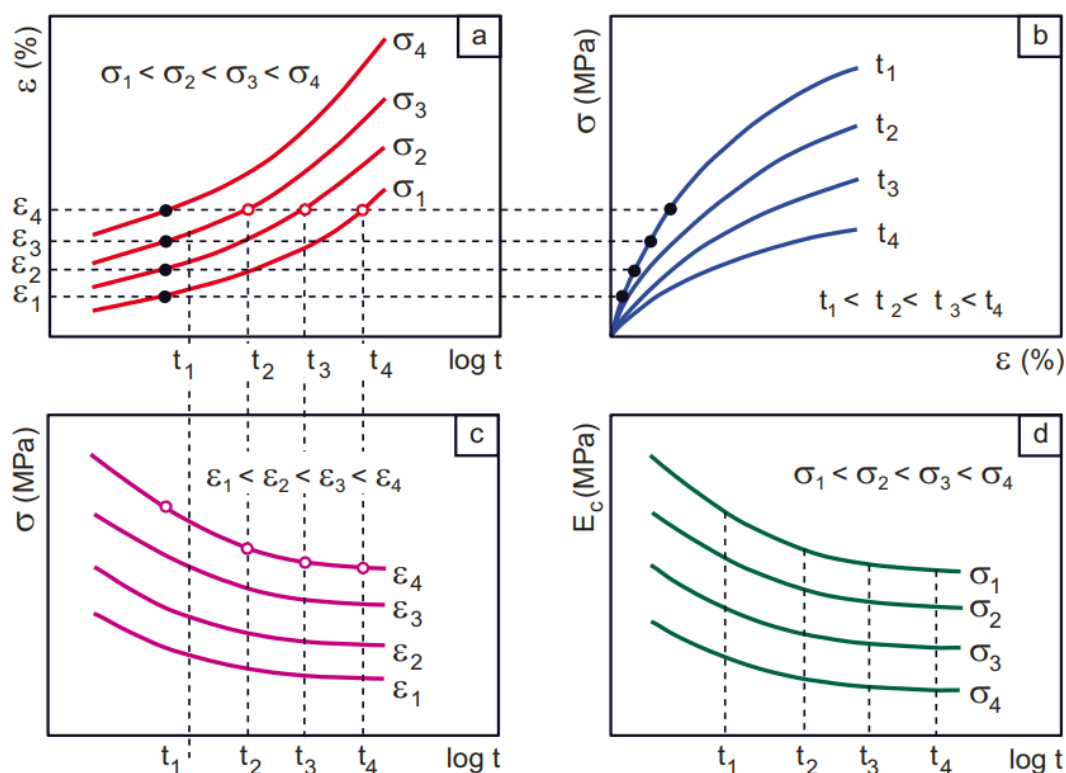 a
ε (%)
σ₁ < σ₂ < σ₃ < σ₄
σ₄
σ₃
σ₂
σ₁
ε₄
ε₃
ε₂
ε₁
t₁ t₂ t₃ t₄ log t
b
σ (MPa)
t₁
t₂
t₃
t₄
t₁ < t₂ < t₃ < t₄
ε (%)
c
σ (MPa)
ε₁ < ε₂ < ε₃ < ε₄
ε₄
ε₃
ε₂
ε₁
t₁ t₂ t₃ t₄ log t
d
E_c (MPa)
σ₁ < σ₂ < σ₃ < σ₄
σ₁
σ₂
σ₃
σ₄
t₁ t₂ t₃ t₄ log t